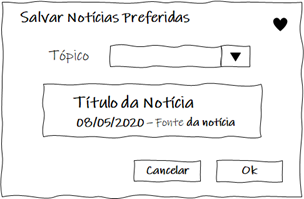 Salvar Notícias Preferidas
Tópico
Título da Notícia
08/05/2020 - Fonte da notícia
Cancelar Ok